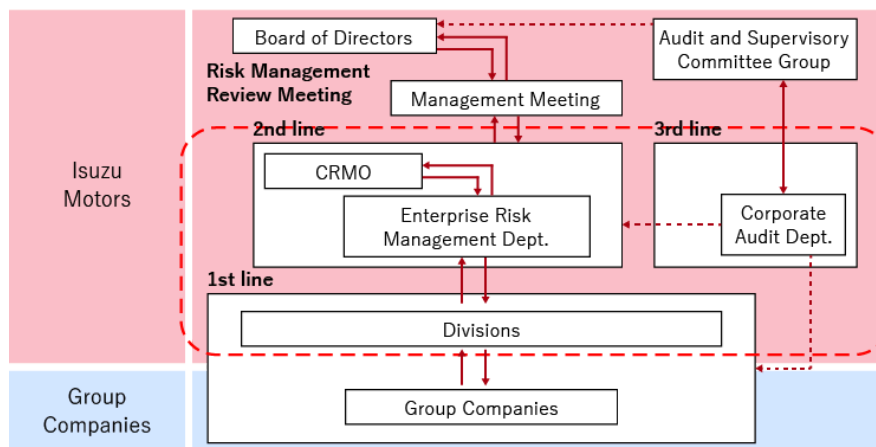 Board of Directors
Audit and Supervisory
Committee Group
Risk Management
Review Meeting
Management Meeting
2nd line
3rd line
Isuzu
Motors
CRMO
Enterprise Risk
Management Dept.
Corporate
Audit Dept.
1st line
Divisions
Group
Companies
Group Companies